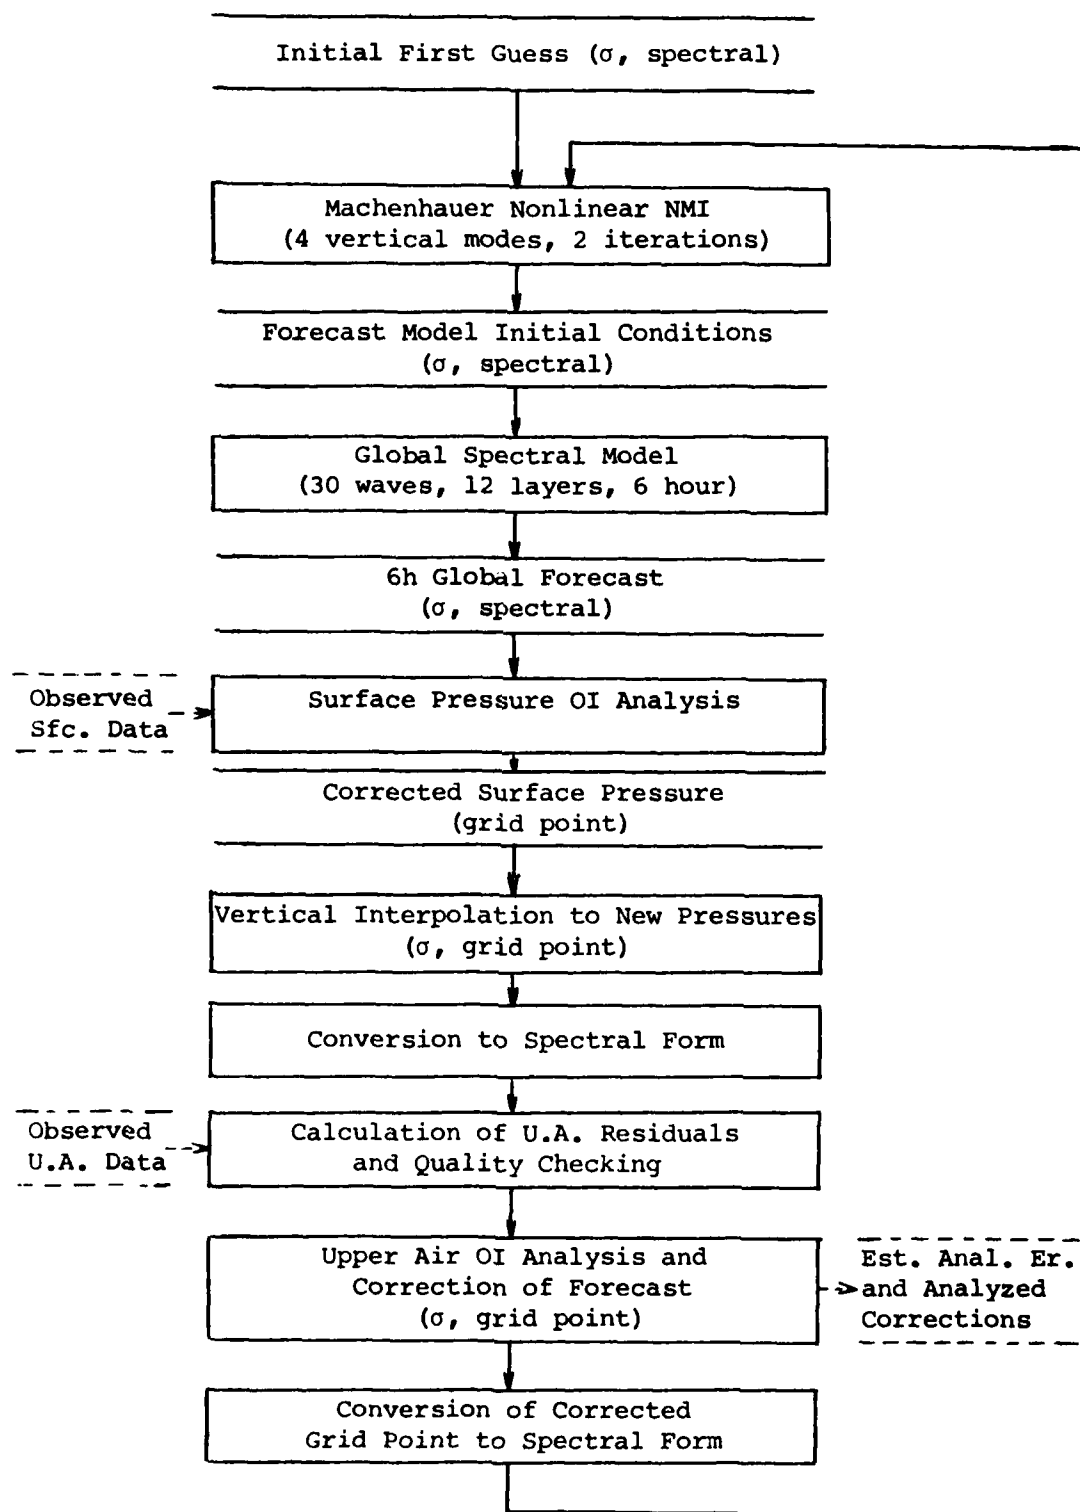 Initial First Guess (σ, spectral)
Machenhauer Nonlinear NMI
(4 vertical modes, 2 iterations)
Forecast Model Initial Conditions
(σ, spectral)
Global Spectral Model
(30 waves, 12 layers, 6 hour)
6h Global Forecast
(σ, spectral)
Observed
Sfc. Data
Surface Pressure OI Analysis
Corrected Surface Pressure
(grid point)
Vertical Interpolation to New Pressures
(σ, grid point)
Conversion to Spectral Form
Observed
U.A. Data
Calculation of U.A. Residuals
and Quality Checking
Upper Air OI Analysis and
Correction of Forecast
(σ, grid point)
Est. Anal. Er.
and Analyzed
Corrections
Conversion of Corrected
Grid Point to Spectral Form